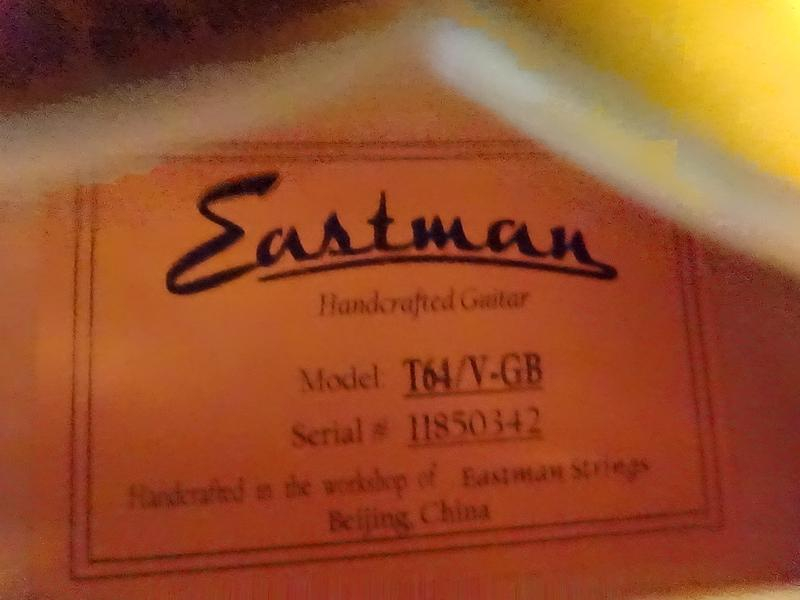 Eastman
Handcrafted Guitar
Model: T64/V-GB
Serial # 11850342
Handcrafted in the workshop of Eastman Strings
Beijing, China